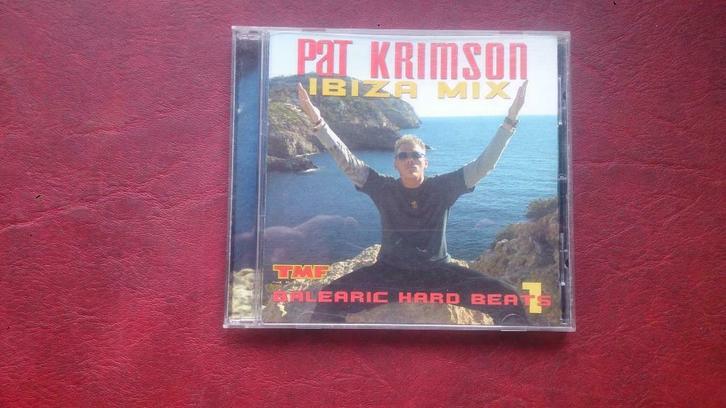 PAT KRIMSON
IBIZA MIX
TMF
BALEARIC HARD BEATS 1